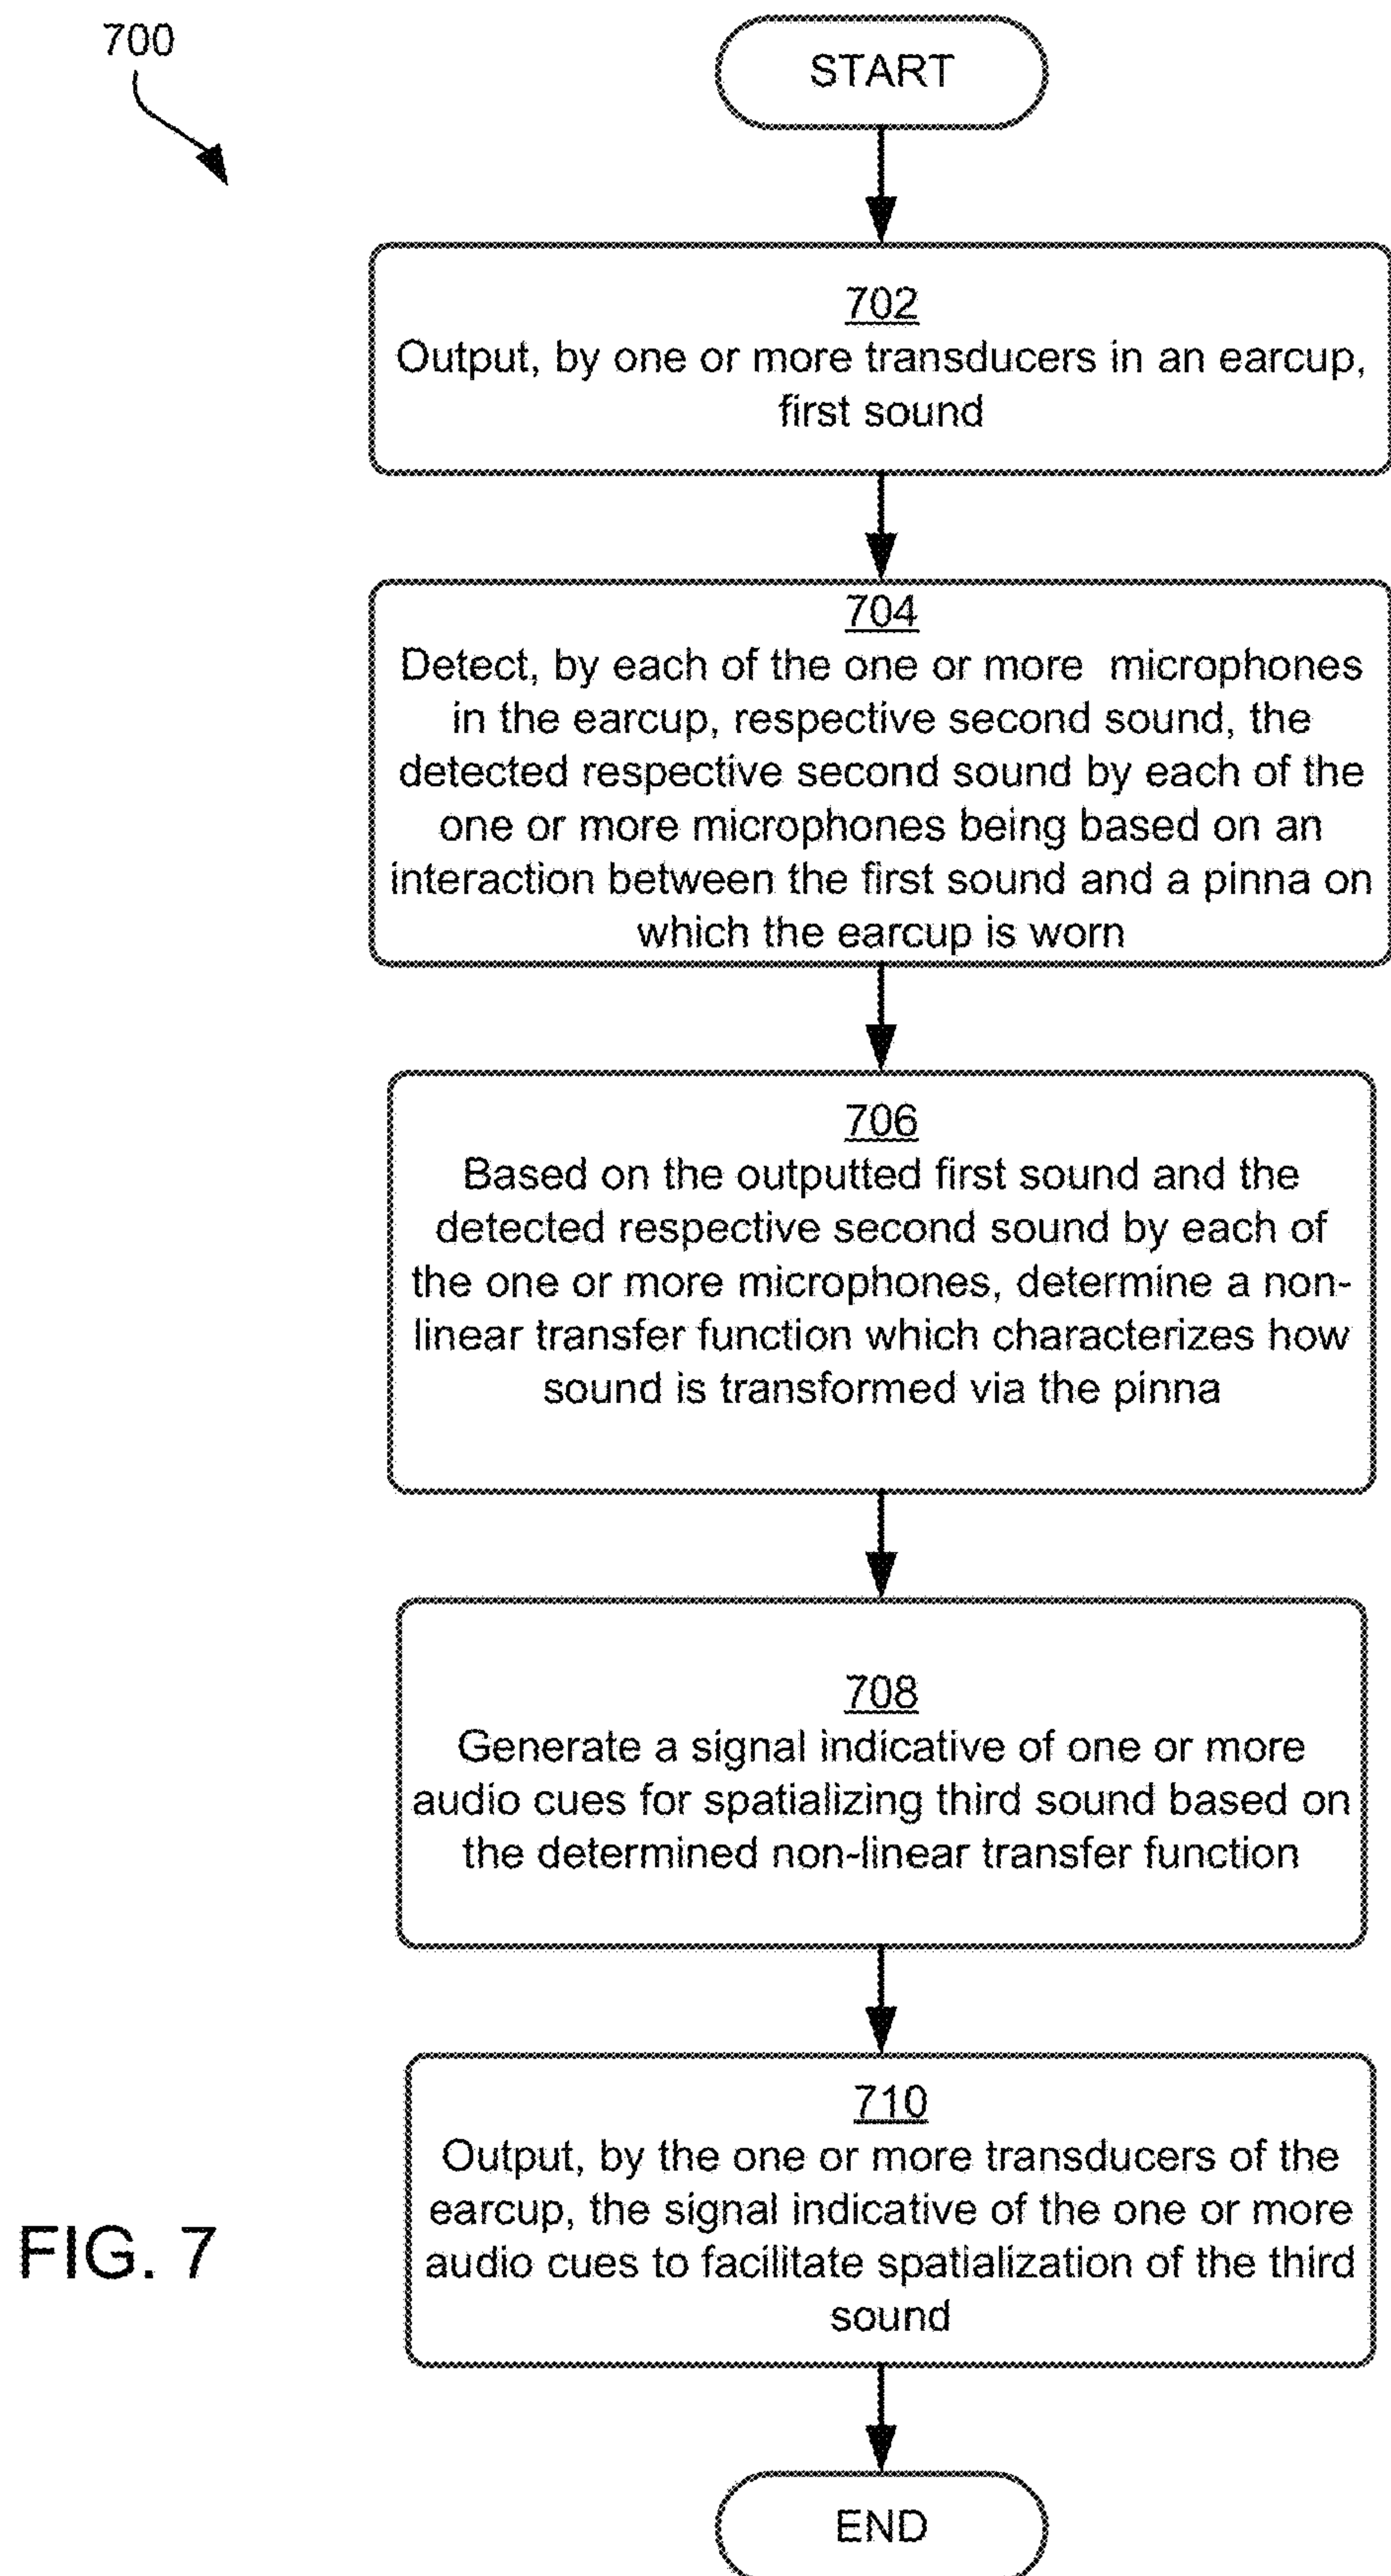 700
START
702
Output, by one or more transducers in an earcup,
first sound
704
Detect, by each of the one or more microphones
in the earcup, respective second sound, the
detected respective second sound by each of the
one or more microphones being based on an
interaction between the first sound and a pinna on
which the earcup is worn
706
Based on the outputted first sound and the
detected respective second sound by each of
the one or more microphones, determine a non-
linear transfer function which characterizes how
sound is transformed via the pinna
708
Generate a signal indicative of one or more
audio cues for spatializing third sound based on
the determined non-linear transfer function
710
Output, by the one or more transducers of the
earcup, the signal indicative of the one or more
audio cues to facilitate spatialization of the third
sound
FIG. 7
END